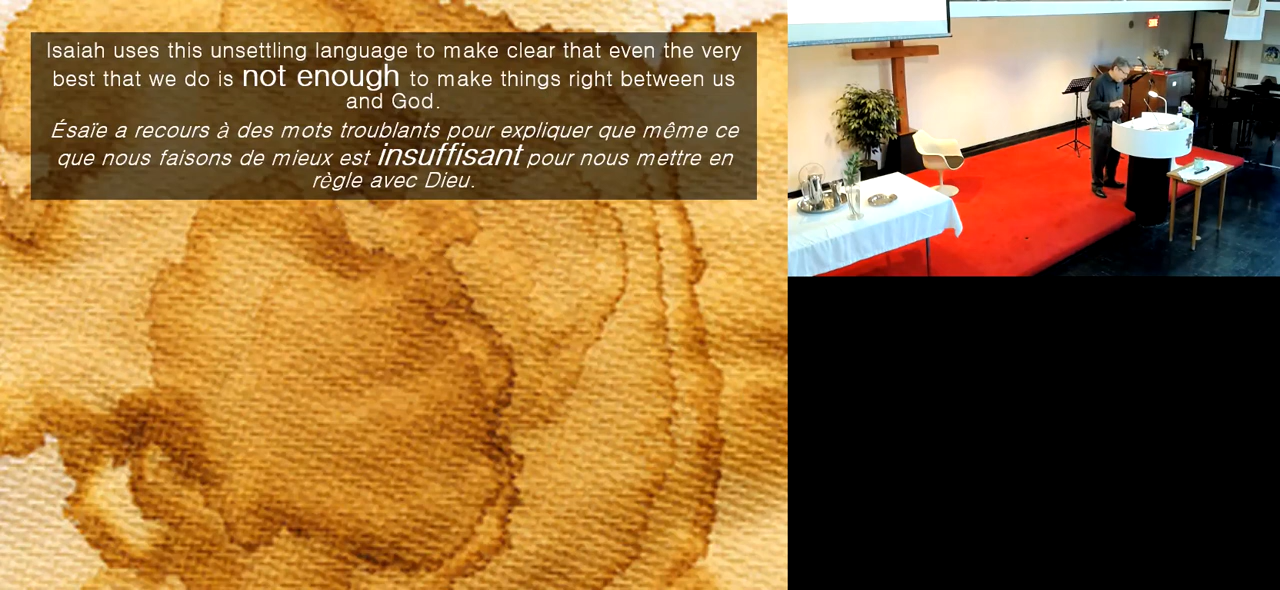 Isaiah uses this unsettling language to make clear that even the very
best that we do is not enough to make things right between us
and God.
Ésaïe a recours à des mots troublants pour expliquer que même ce
que nous faisons de mieux est insuffisant pour nous mettre en
règle avec Dieu.